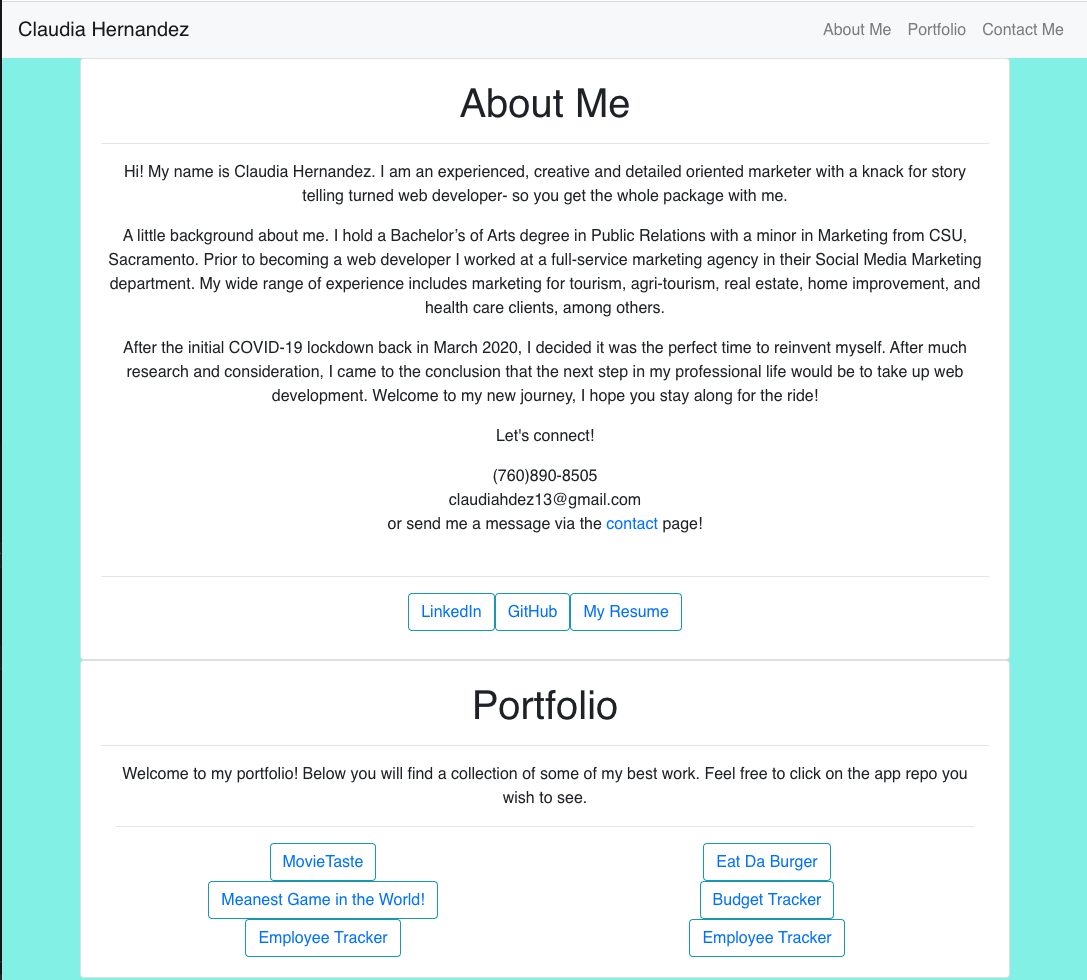 Claudia Hernandez
About Me Portfolio Contact Me
About Me
Hi! My name is Claudia Hernandez. I am an experienced, creative and detailed oriented marketer with a knack for story
telling turned web developer- so you get the whole package with me.
A little background about me. I hold a Bachelor’s of Arts degree in Public Relations with a minor in Marketing from CSU,
Sacramento. Prior to becoming a web developer I worked at a full-service marketing agency in their Social Media Marketing
department. My wide range of experience includes marketing for tourism, agri-tourism, real estate, home improvement, and
health care clients, among others.
After the initial COVID-19 lockdown back in March 2020, I decided it was the perfect time to reinvent myself. After much
research and consideration, I came to the conclusion that the next step in my professional life would be to take up web
development. Welcome to my new journey, I hope you stay along for the ride!
Let's connect!
(760)890-8505
claudiahdez13@gmail.com
or send me a message via the contact page!
LinkedIn GitHub My Resume
Portfolio
Welcome to my portfolio! Below you will find a collection of some of my best work. Feel free to click on the app repo you
wish to see.
MovieTaste
Meanest Game in the World!
Employee Tracker
Eat Da Burger
Budget Tracker
Employee Tracker